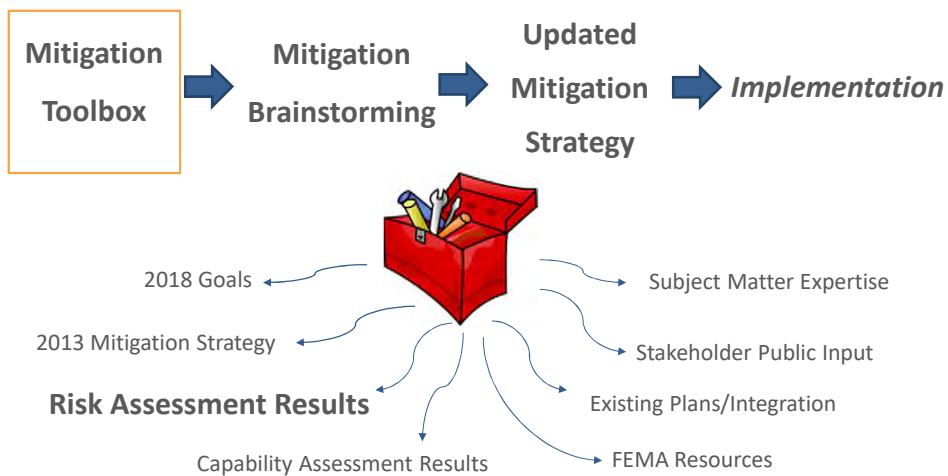 Mitigation
Toolbox
Mitigation
Brainstorming
Updated
Mitigation
Strategy
Implementation
2018 Goals
Subject Matter Expertise
2013 Mitigation Strategy
Stakeholder Public Input
Risk Assessment Results
Existing Plans/Integration
Capability Assessment Results
FEMA Resources